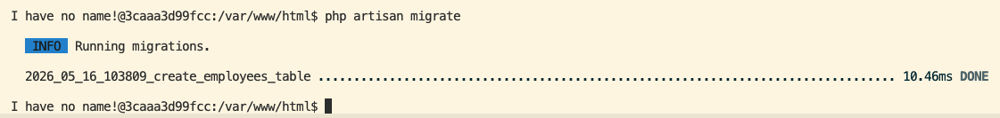 I have no name!@3caaa3d99fcc:/var/www/html$ php artisan migrate
INFO Running migrations.
2026_05_16_103809_create_employees_table ................................................................................. 10.46ms DONE
I have no name!@3caaa3d99fcc:/var/www/html$